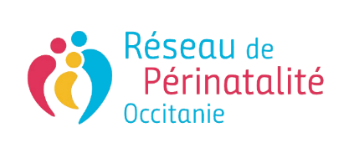 Réseau de
Périnatalité
Occitanie